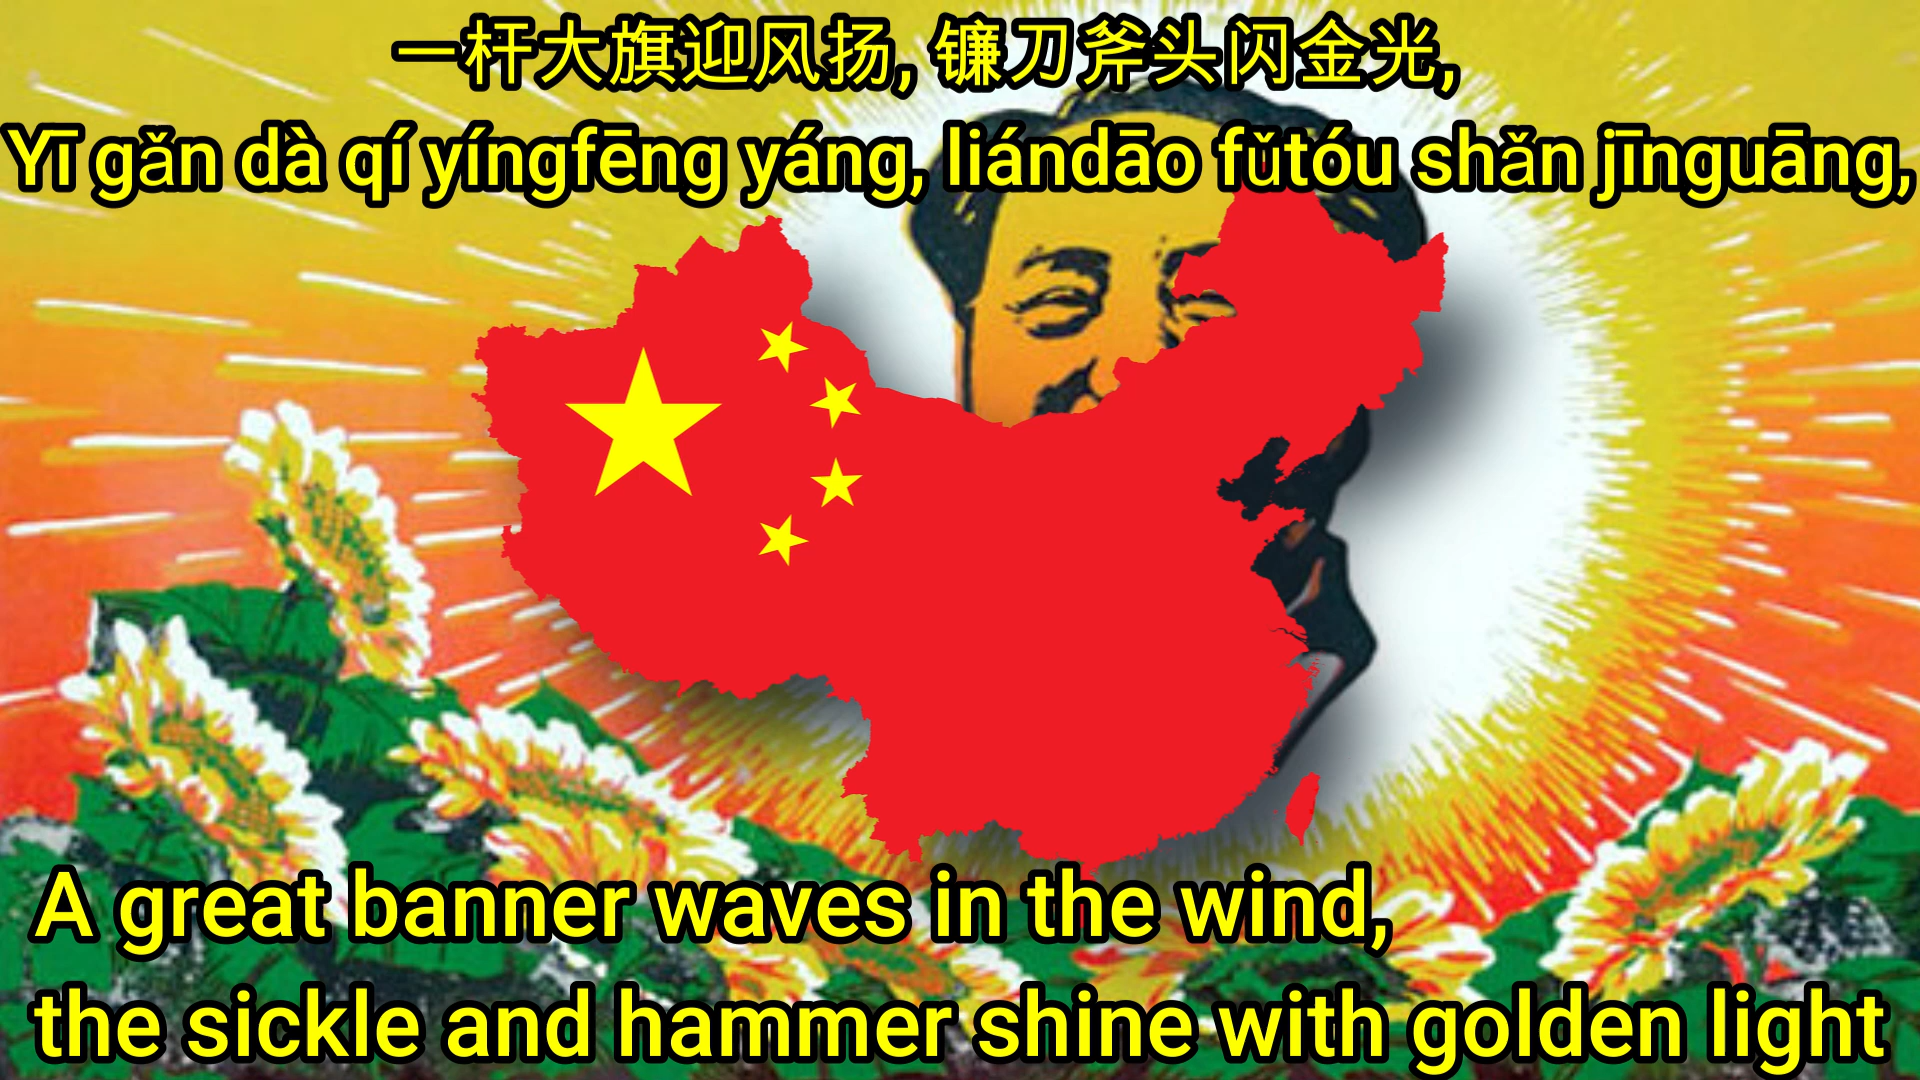 一杆大旗迎风扬, 镰刀斧头闪金光,
Yī gǎn dà qí yíngfēng yáng, liándāo fǔtóu shǎn jīnguāng,
A great banner waves in the wind,
the sickle and hammer shine with golden light